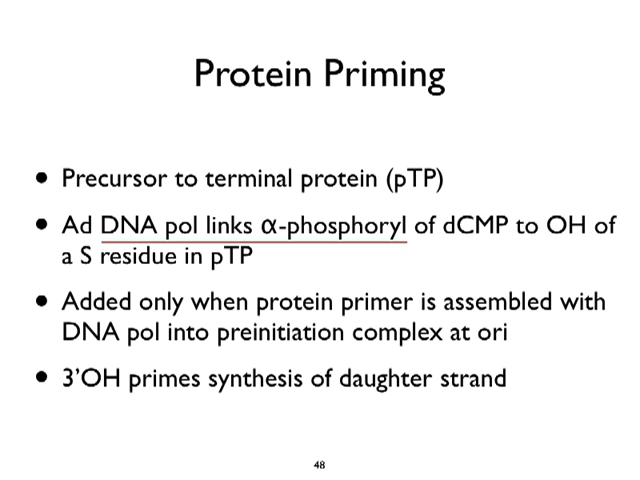 Protein Priming
• Precursor to terminal protein (pTP)
• Ad DNA pol links α-phosphoryl of dCMP to OH of
a S residue in pTP
• Added only when protein primer is assembled with
DNA pol into preinitiation complex at ori
• 3’OH primes synthesis of daughter strand
48